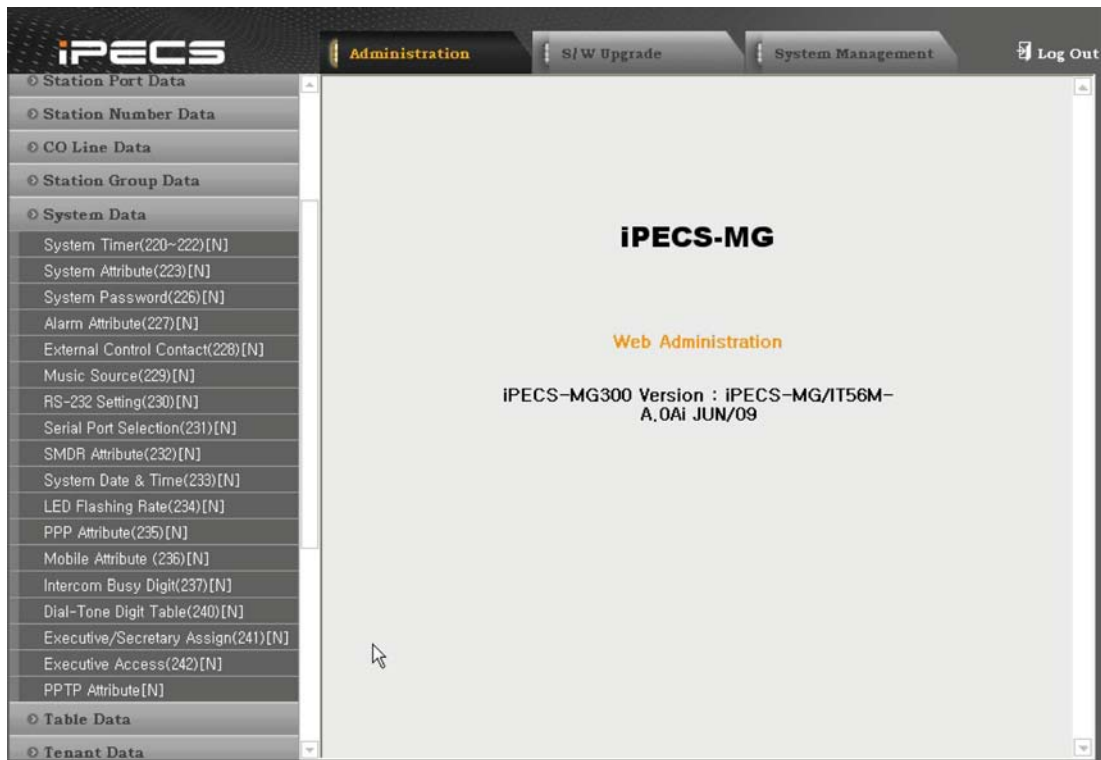 iPECS
Administration
S/W Upgrade
System Management
Log Out
Station Port Data
Station Number Data
CO Line Data
Station Group Data
System Data
System Timer(220~222)[N]
System Attribute(223)[N]
System Password(226)[N]
Alarm Attribute(227)[N]
External Control Contact(228)[N]
Music Source(229)[N]
RS-232 Setting(230)[N]
Serial Port Selection(231)[N]
SMDR Attribute(232)[N]
System Date & Time(233)[N]
LED Flashing Rate(234)[N]
PPP Attribute(235)[N]
Mobile Attribute (236)[N]
Intercom Busy Digit(237)[N]
Dial-Tone Digit Table(240)[N]
Executive/Secretary Assign(241)[N]
Executive Access(242)[N]
PPTP Attribute[N]
Table Data
Tenant Data
iPECS-MG
Web Administration
iPECS-MG300 Version : iPECS-MG/IT56M-
A.0Ai JUN/09